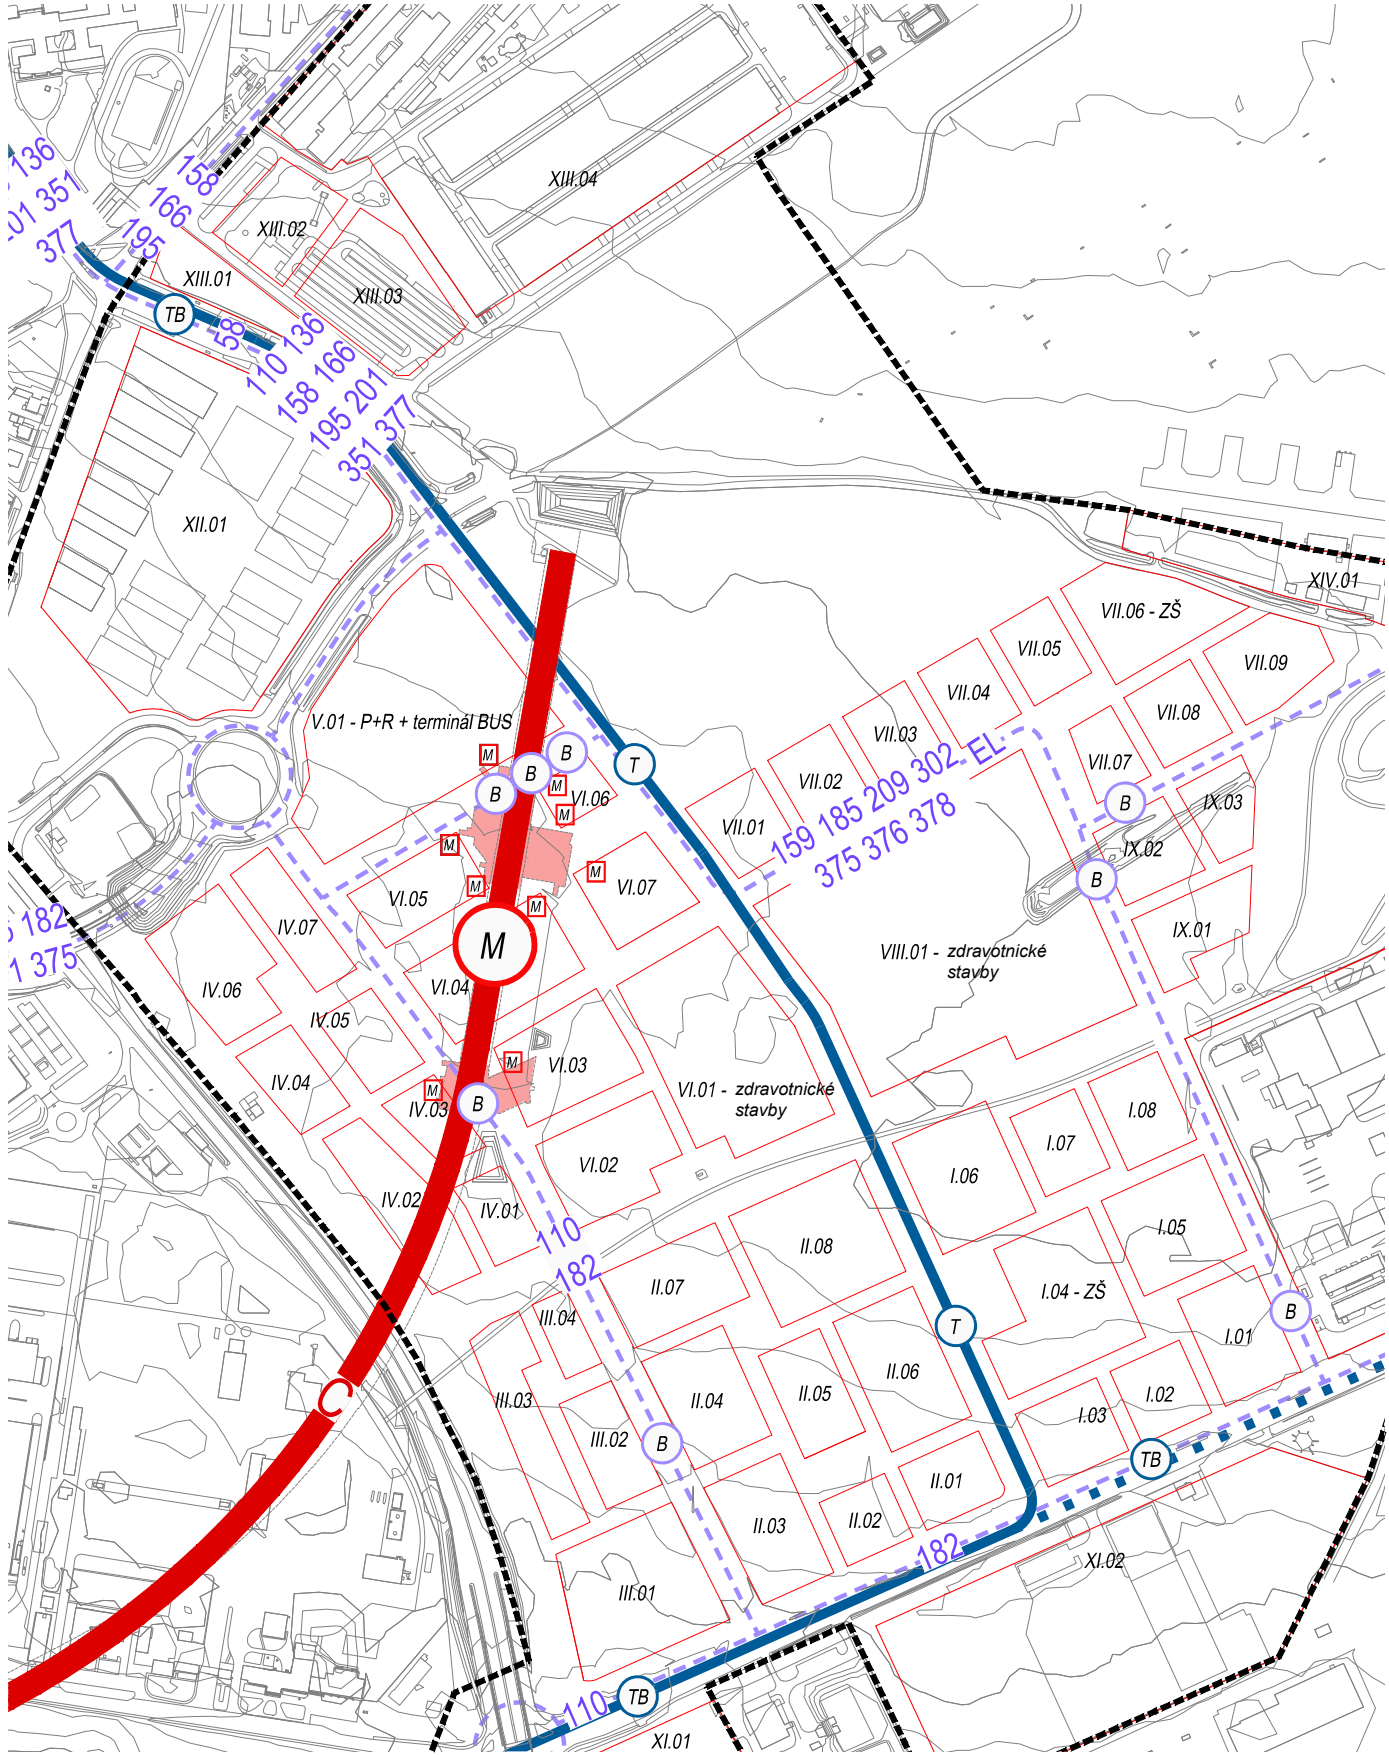 136
201 351
377
158
166
195
XIII.04
XIII.02
XIII.01
XIII.03
TB
58
110 136
158 166
195 201
351 377
XII.01
XIV.01
VII.06 - ZŠ
VII.05
VII.09
VII.04
VII.08
VII.03
V.01 - P+R + terminál BUS
M
B
B
B
T
M
VI.06
M
VII.02
VII.07
B
IX.03
VII.01
159 185 209 302 EL
375 376 378
IX.02
M
M
M
VI.07
B
VI.05
M
182
1 375
IV.07
IX.01
M
VIII.01 - zdravotnické
stavby
IV.06
VI.04
IV.05
IV.04
M
VI.03
M
IV.03
B
VI.01 - zdravotnické
stavby
I.08
I.07
VI.02
I.06
IV.02
IV.01
I.05
110
182
II.08
II.07
I.04 - ZŠ
III.04
T
B
I.01
II.06
C
III.03
II.04
II.05
I.02
I.03
III.02
B
TB
II.01
II.03
II.02
182
XI.02
III.01
110
TB
XI.01